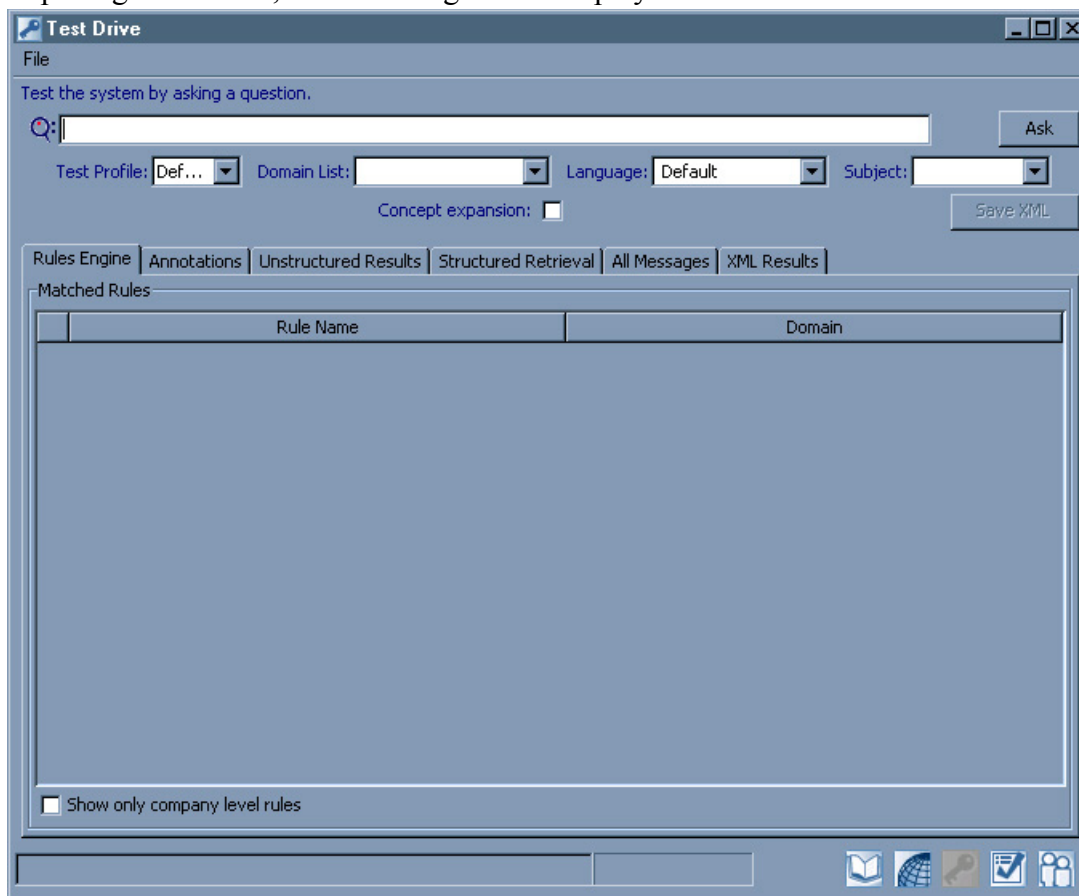 Test Drive
File
Test the system by asking a question.
Q: Ask
Test Profile: Def... Domain List: Language: Default Subject:
Concept expansion: Save XML
Rules Engine Annotations Unstructured Results Structured Retrieval All Messages XML Results
Matched Rules
Rule Name Domain
Show only company level rules